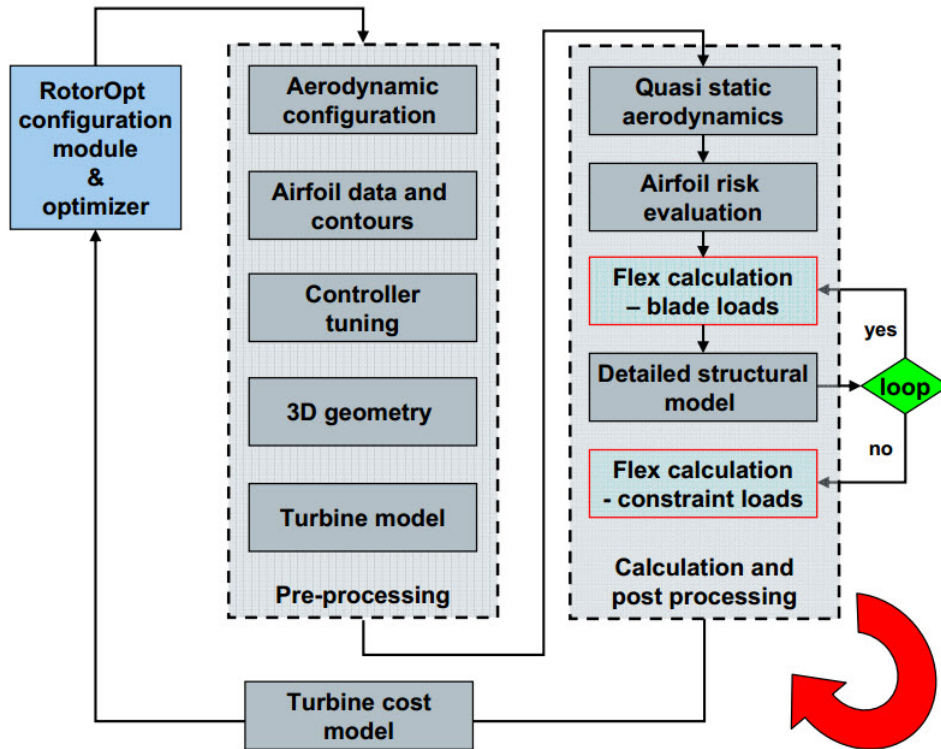 RotorOpt
configuration
module
&
optimizer
Aerodynamic
configuration
Airfoil data and
contours
Controller
tuning
3D geometry
Turbine model
Pre-processing
Quasi static
aerodynamics
Airfoil risk
evaluation
Flex calculation
– blade loads
Detailed structural
model
yes
loop
no
Flex calculation
- constraint loads
Calculation and
post processing
Turbine cost
model